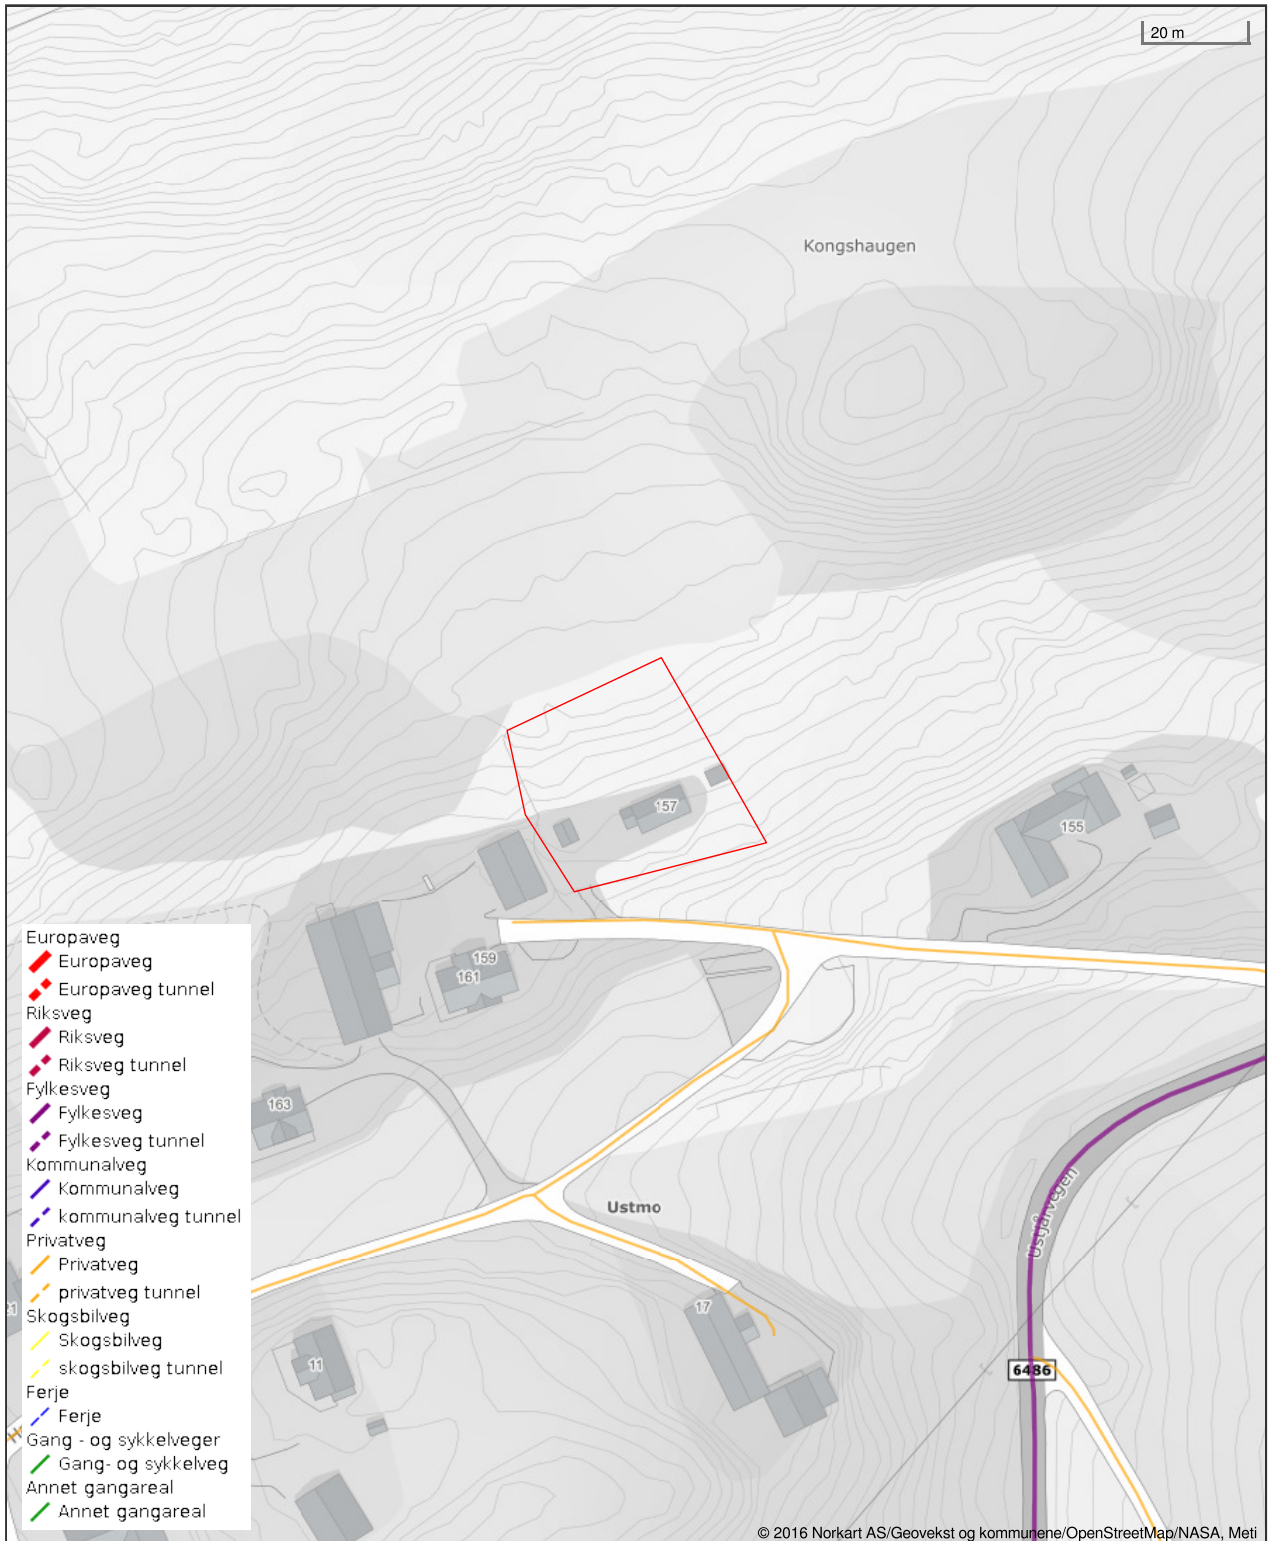 20 m
Kongshaugen
157
155
159
161
163
Ustmo
Ustjårvegen
17
11
6486
Europaveg
Europaveg
Europaveg tunnel
Riksveg
Riksveg
Riksveg tunnel
Fylkesveg
Fylkesveg
Fylkesveg tunnel
Kommunalveg
Kommunalveg
kommunalveg tunnel
Privatveg
Privatveg
privatveg tunnel
Skogsbilveg
Skogsbilveg
skogsbilveg tunnel
Ferje
Ferje
Gang - og sykkelveger
Gang- og sykkelveg
Annet gangareal
Annet gangareal
© 2016 Norkart AS/Geovekst og kommunene/OpenStreetMap/NASA, Meti